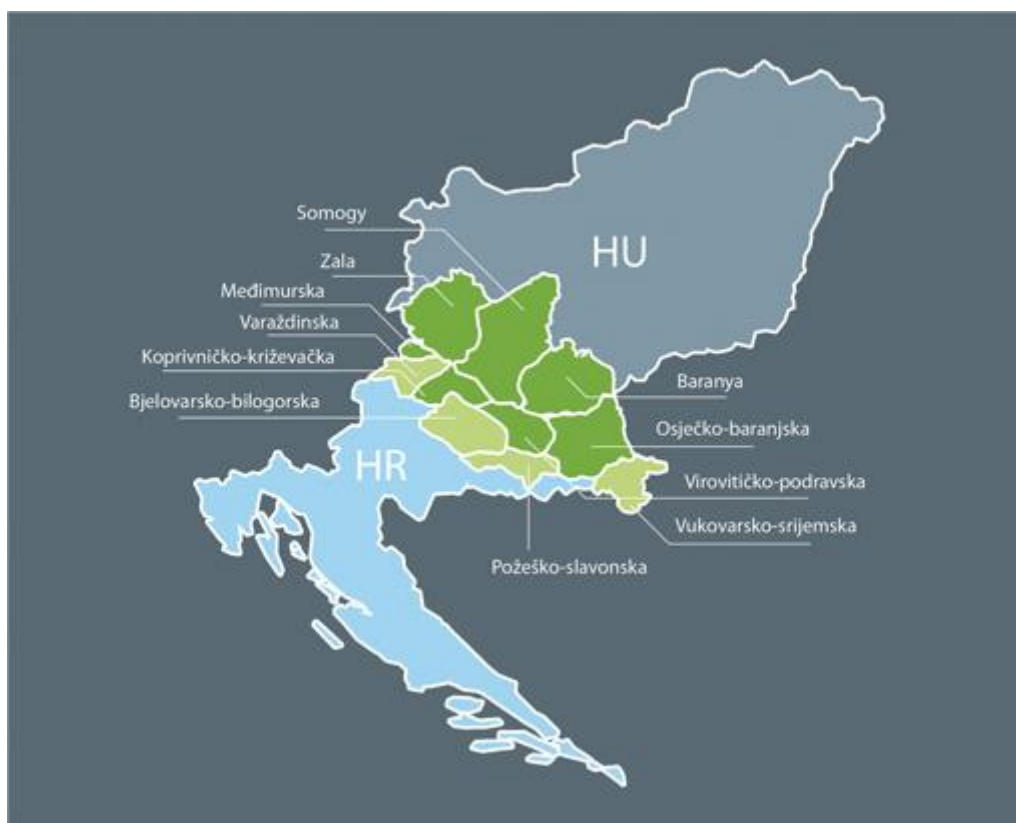 Somogy
HU
Zala
Međimurska
Varaždinska
Koprivničko-križevačka
Baranya
Bjelovarsko-bilogorska
Osječko-baranjska
HR
Virovitičko-podravska
Vukovarsko-srijemska
Požeško-slavonska